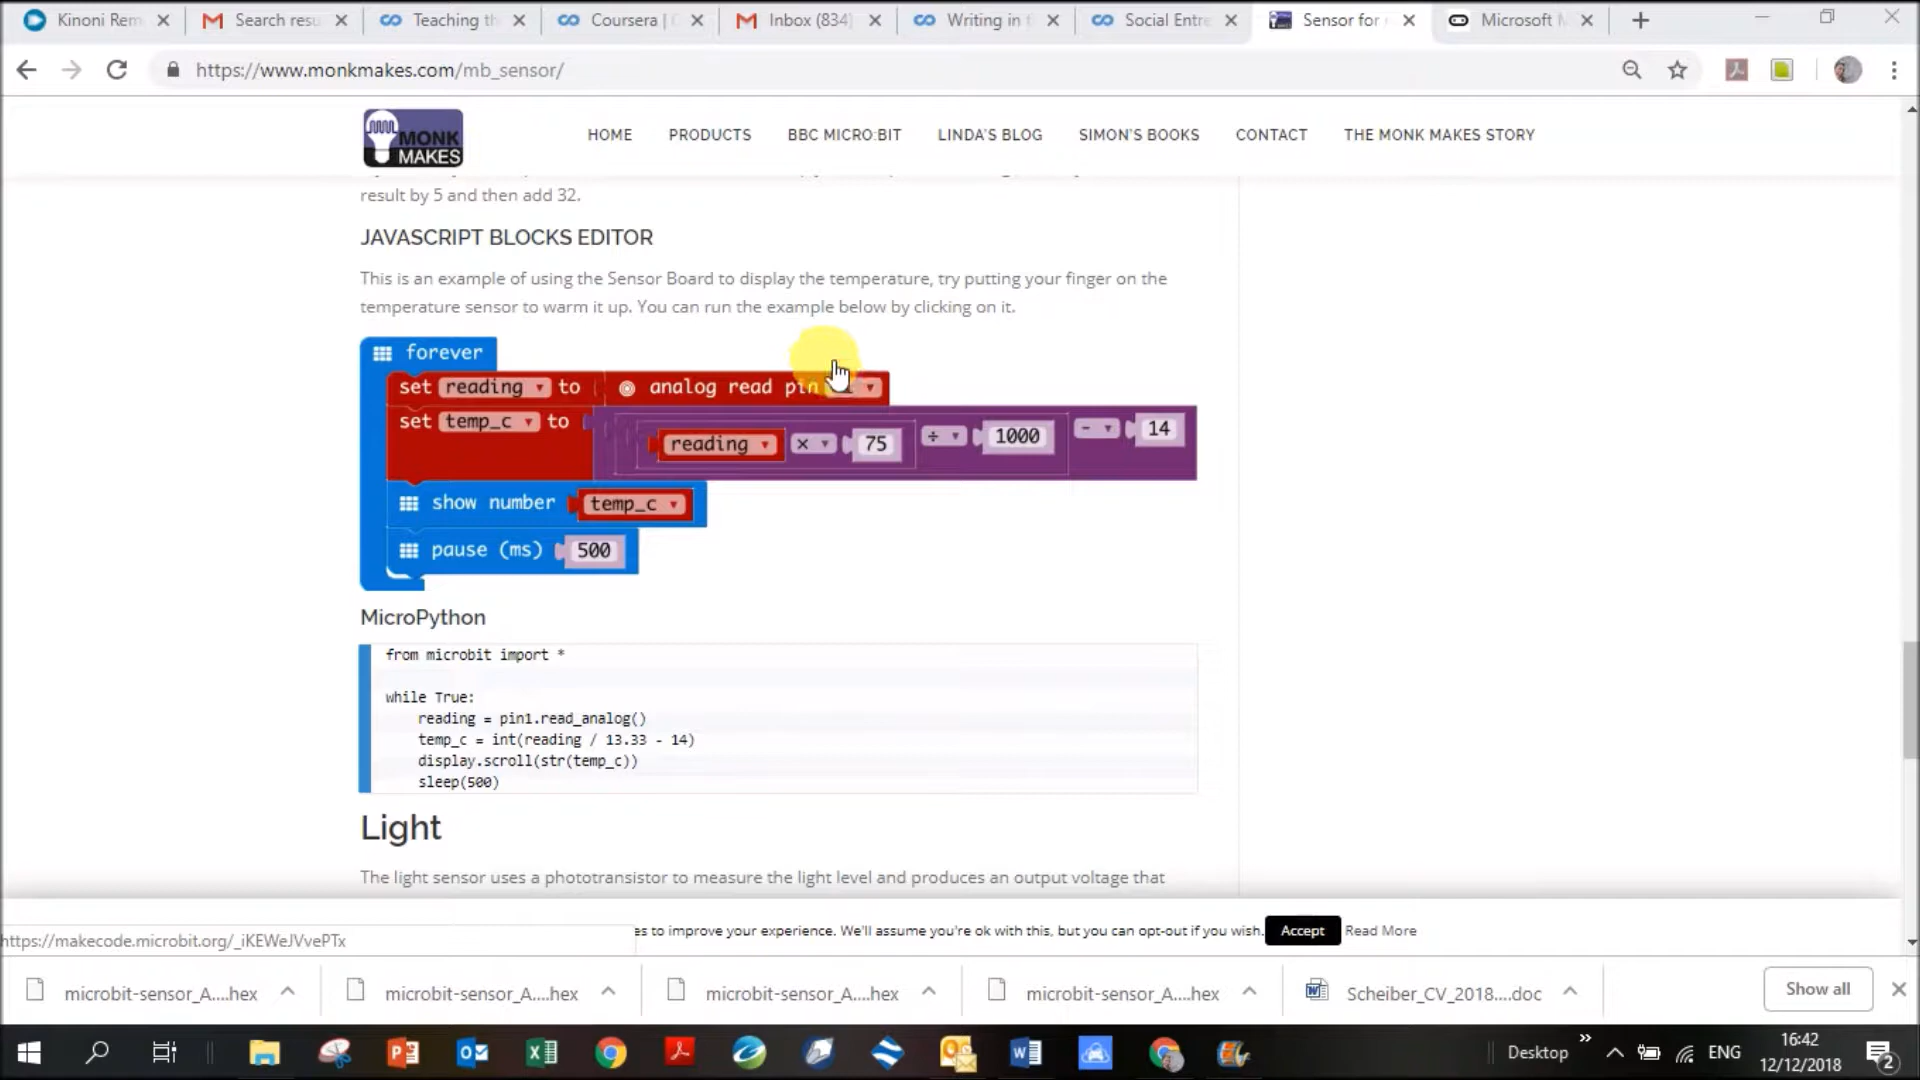 Kinoni Rem
Search resu
Teaching th
Coursera | 
Inbox (834)
Writing in
Social Entre
Sensor for
Microsoft
https://www.monkmakes.com/mb_sensor/
MONK
MAKES
HOME
PRODUCTS
BBC MICRO:BIT
LINDA'S BLOG
SIMON'S BOOKS
CONTACT
THE MONK MAKES STORY
result by 5 and then add 32.
JAVASCRIPT BLOCKS EDITOR
This is an example of using the Sensor Board to display the temperature, try putting your finger on the
temperature sensor to warm it up. You can run the example below by clicking on it.
forever
set reading to analog read pin
set temp_c to reading × 75 ÷ 1000 - 14
show number temp_c
pause (ms) 500
MicroPython
from microbit import *
while True:
reading = pin1.read_analog()
temp_c = int(reading / 13.33 - 14)
display.scroll(str(temp_c))
sleep(500)
Light
The light sensor uses a phototransistor to measure the light level and produces an output voltage that
es to improve your experience. We'll assume you're ok with this, but you can opt-out if you wish. Accept Read More
https://makecode.microbit.org/_iKEWeJVvePTx
microbit-sensor_A....hex
microbit-sensor_A....hex
microbit-sensor_A....hex
microbit-sensor_A....hex
Scheiber_CV_2018....doc
Show all
Desktop
ENG
16:42
12/12/2018
2